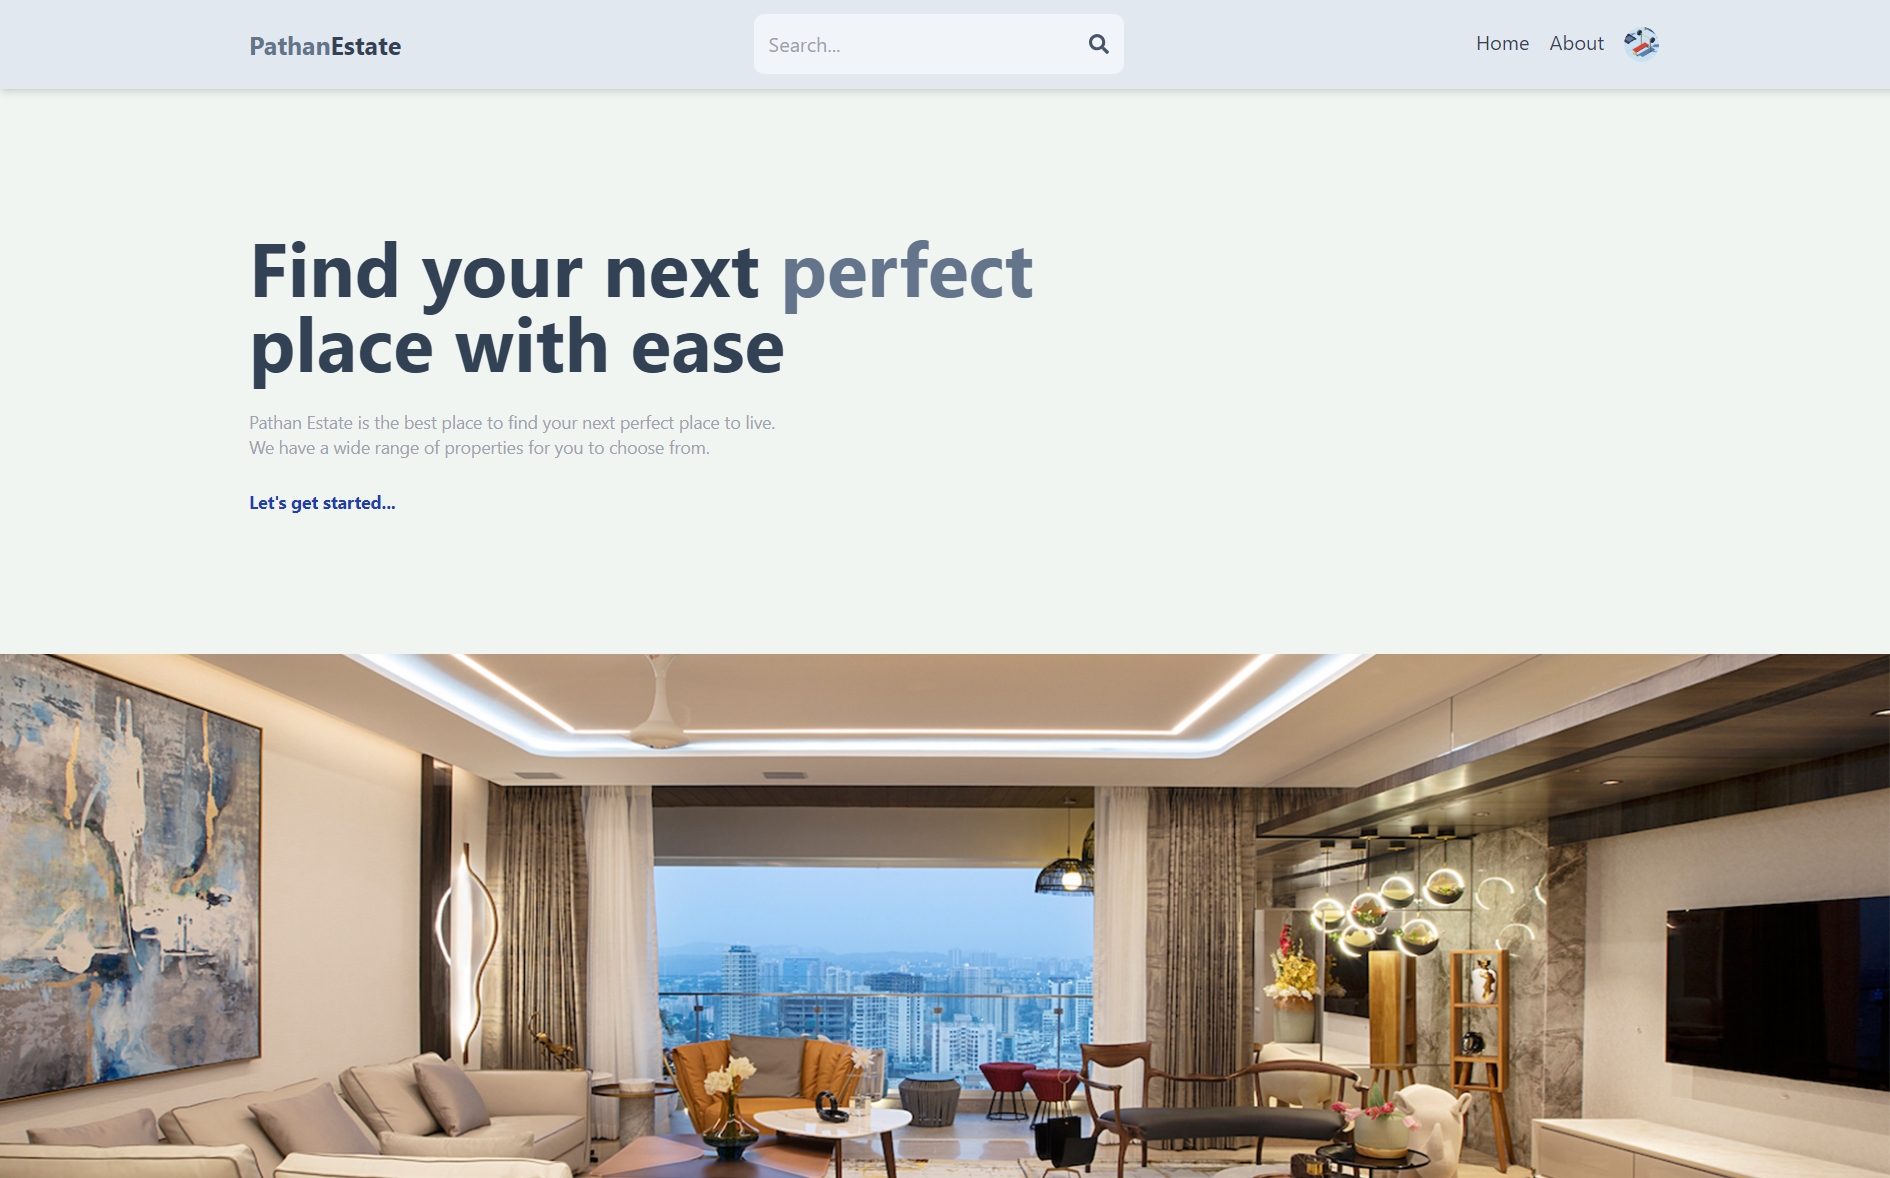 PathanEstate
Search...
Home About
Find your next perfect
place with ease
Pathan Estate is the best place to find your next perfect place to live.
We have a wide range of properties for you to choose from.
Let's get started...